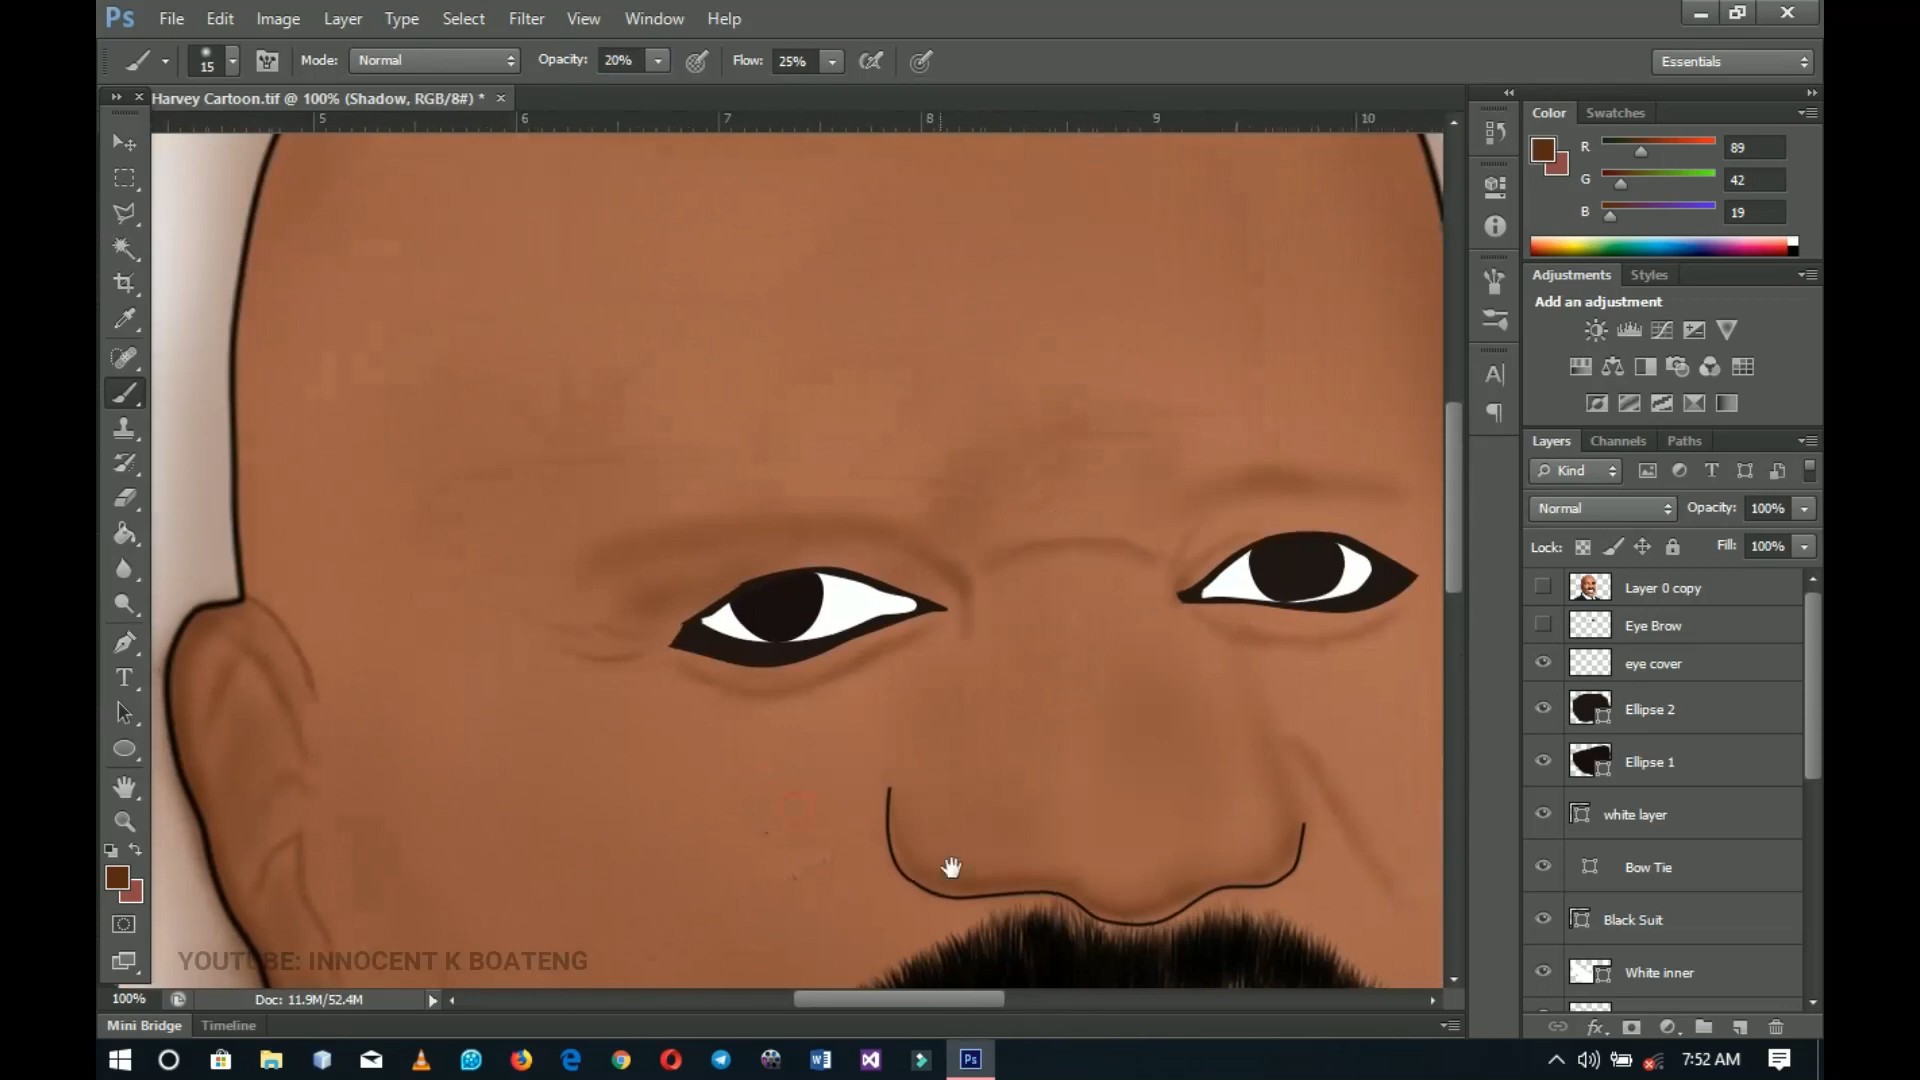 Ps File Edit Image Layer Type Select Filter View Window Help
15 Mode: Normal Opacity: 20% Flow: 25% Essentials
Harvey Cartoon.tif @ 100% (Shadow, RGB/8#) * ×
5 6 7 8 9 10
Color Swatches
R 89
G 42
B 19
Adjustments Styles
Add an adjustment
Layers Channels Paths
Kind
Normal Opacity: 100%
Lock: Fill: 100%
Layer 0 copy
Eye Brow
eye cover
Ellipse 2
Ellipse 1
white layer
Bow Tie
Black Suit
White inner
YOUTUBE: INNOCENT K BOATENG
100% Doc: 11.9M/52.4M
Mini Bridge Timeline
7:52 AM